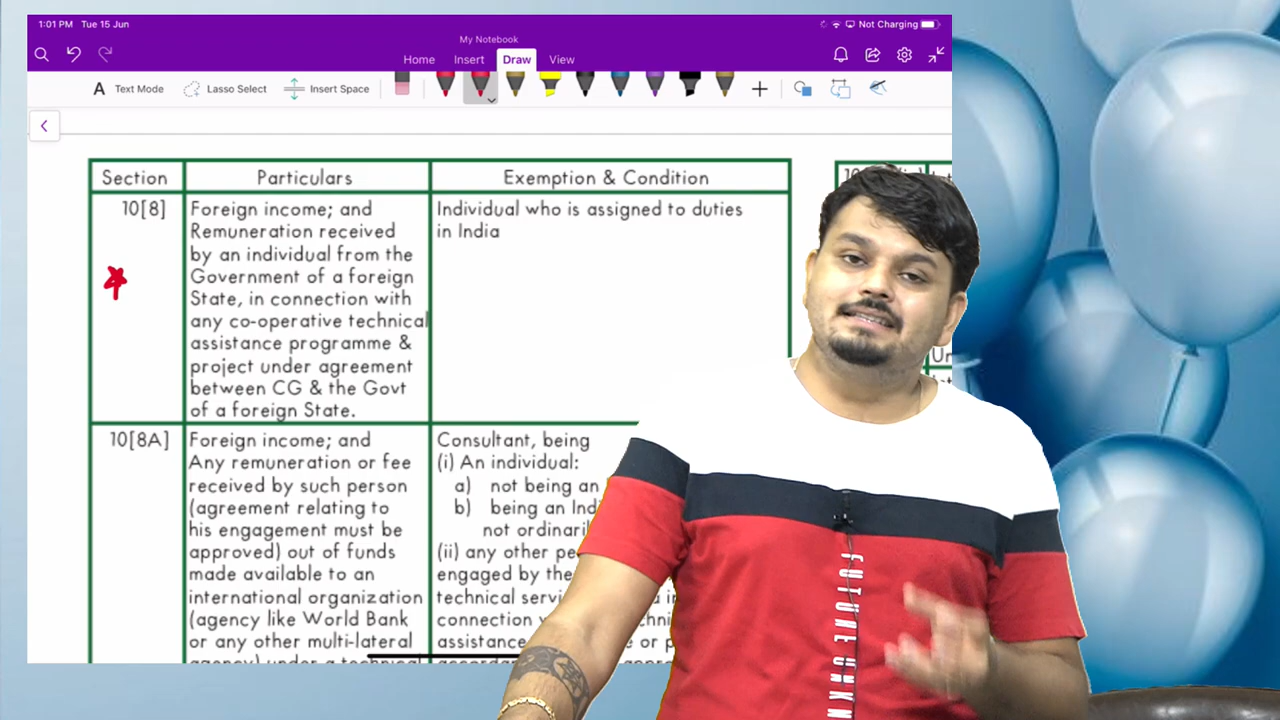 1:01 PM Tue 15 Jun
Not Charging
My Notebook
Home Insert Draw View
A Text Mode Lasso Select Insert Space
Section Particulars Exemption & Condition
10[8] Foreign income; and Individual who is assigned to duties
Remuneration received in India
by an individual from the
Government of a foreign
State, in connection with
any co-operative technical
assistance programme &
project under agreement
between CG & the Govt
of a foreign State.
10[8A] Foreign income; and Consultant, being
Any remuneration or fee (i) An individual:
received by such person a) not being an
(agreement relating to b) being an
his engagement must be not
approved) out of funds (ii) any other
made available to an engaged by the
international organization technical
(agency like World Bank connection
or any other multi-lateral assistance or
agency) under a technical
FUTURE